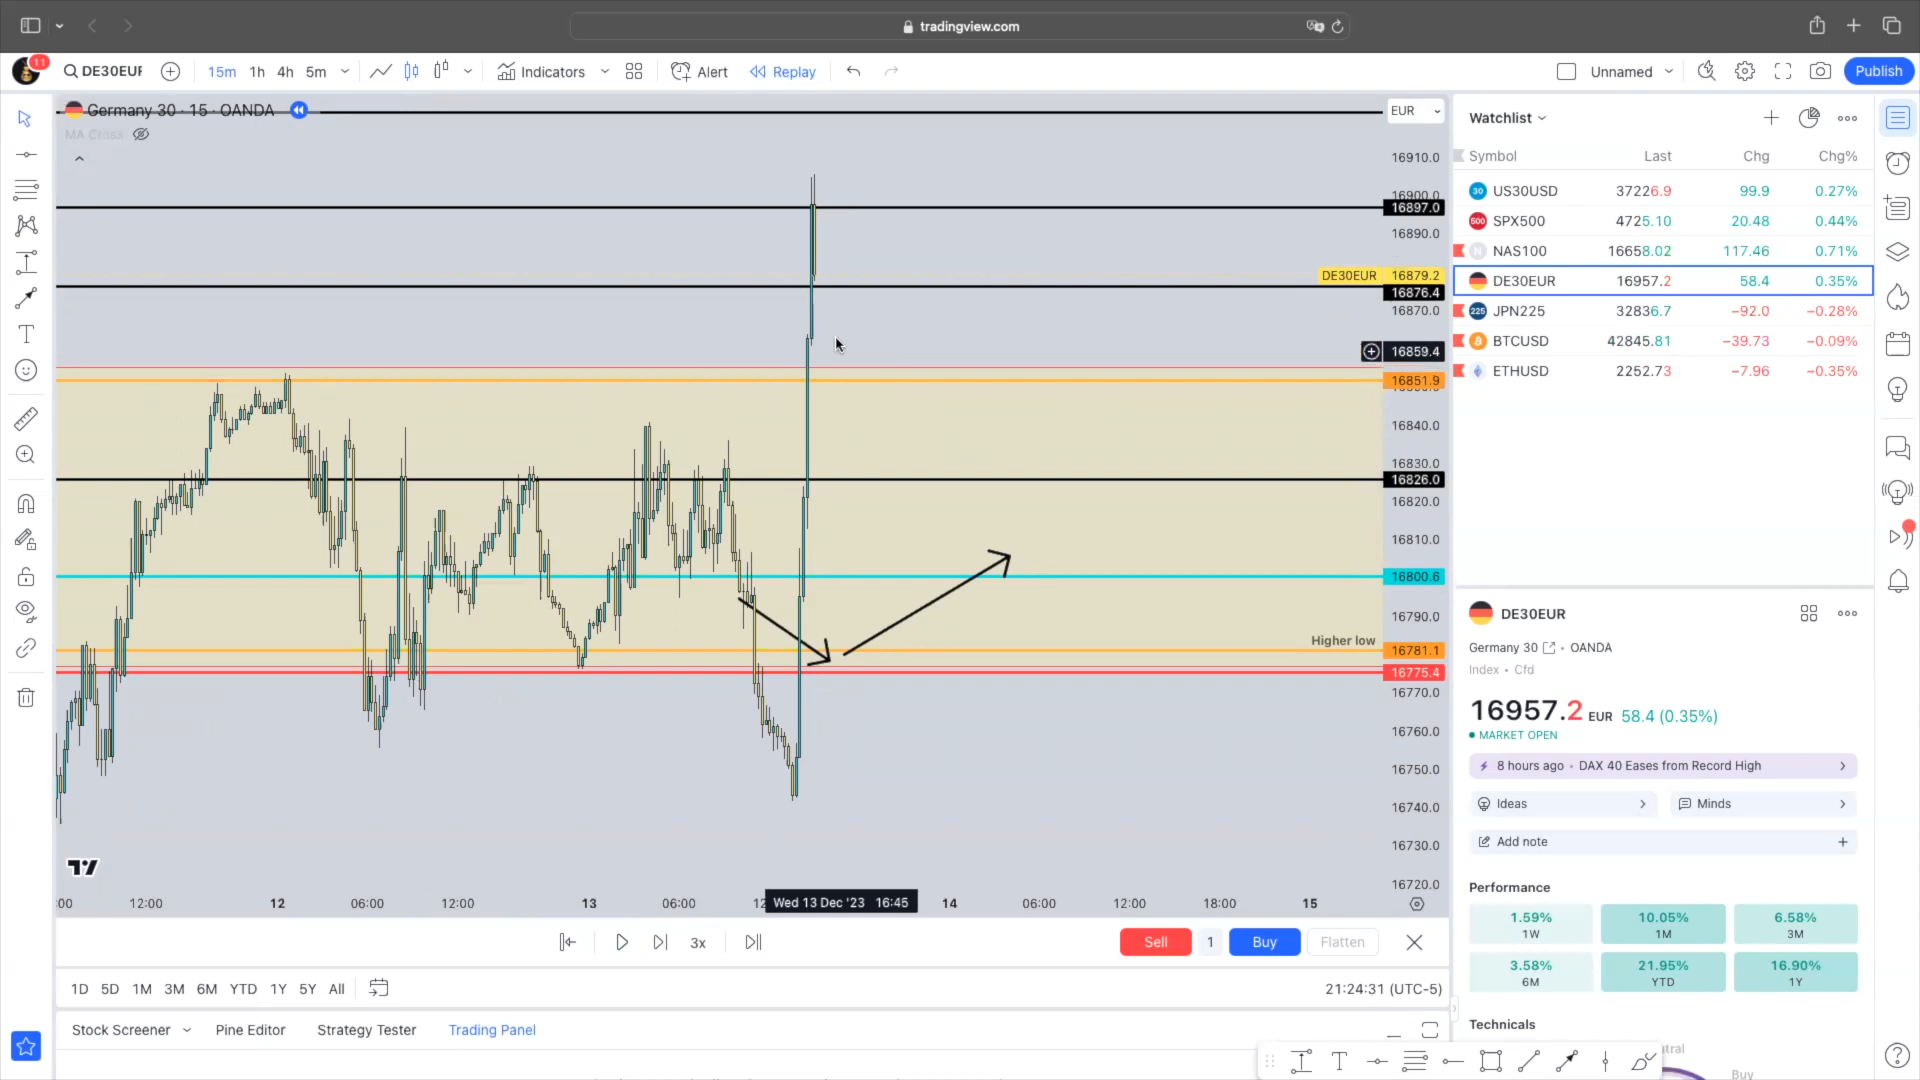 tradingview.com
11
DE30EUR
15m 1h 4h 5m
Indicators
Alert
Replay
Unnamed
Publish
Germany 30 · 15 · OANDA
MA Cross
EUR
16910.0
16900.0
16897.0
16890.0
DE30EUR 16879.2
16876.4
16870.0
16859.4
16851.9
16840.0
16830.0
16826.0
16820.0
16810.0
16800.6
16790.0
Higher low
16781.1
16775.4
16770.0
16760.0
16750.0
16740.0
16730.0
16720.0
:00 12:00 12 06:00 12:00 13 06:00 12 Wed 13 Dec '23 16:45 14 06:00 12:00 18:00 15
3x
Sell 1 Buy Flatten
1D 5D 1M 3M 6M YTD 1Y 5Y All
21:24:31 (UTC-5)
Stock Screener Pine Editor Strategy Tester Trading Panel
Watchlist
Symbol Last Chg Chg%
30 US30USD 37226.9 99.9 0.27%
500 SPX500 4725.10 20.48 0.44%
N NAS100 16658.02 117.46 0.71%
DE30EUR 16957.2 58.4 0.35%
225 JPN225 32836.7 −92.0 −0.28%
BTCUSD 42845.81 −39.73 −0.09%
ETHUSD 2252.73 −7.96 −0.35%
DE30EUR
Germany 30 • OANDA
Index • Cfd
16957.2 EUR 58.4 (0.35%)
MARKET OPEN
8 hours ago • DAX 40 Eases from Record High
Ideas
Minds
Add note
Performance
1.59% 10.05% 6.58%
1W 1M 3M
3.58% 21.95% 16.90%
6M YTD 1Y
Technicals
Buy